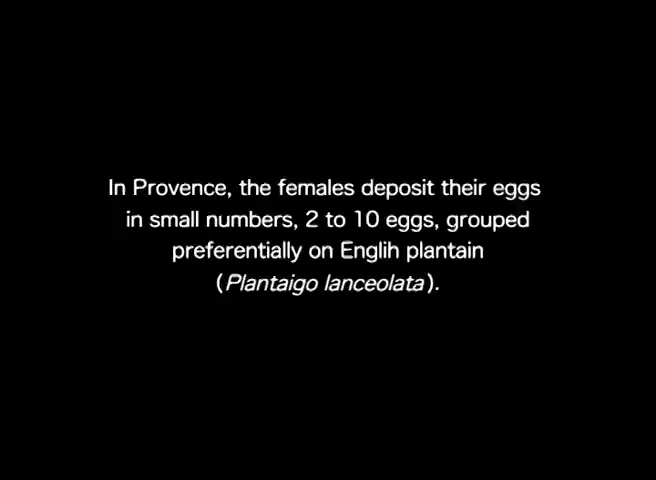 In Provence, the females deposit their eggs
in small numbers, 2 to 10 eggs, grouped
preferentially on Englih plantain
(Plantaigo lanceolata).